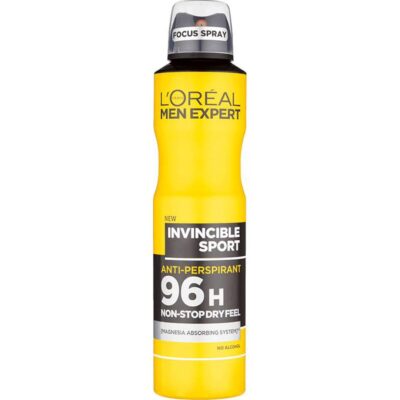 FOCUS SPRAY
L'ORÉAL
MEN EXPERT
NEW
INVINCIBLE
SPORT
ANTI-PERSPIRANT
96H
NON-STOP DRY FEEL
[MAGNESIA ABSORBING SYSTEM]
NO ALCOHOL